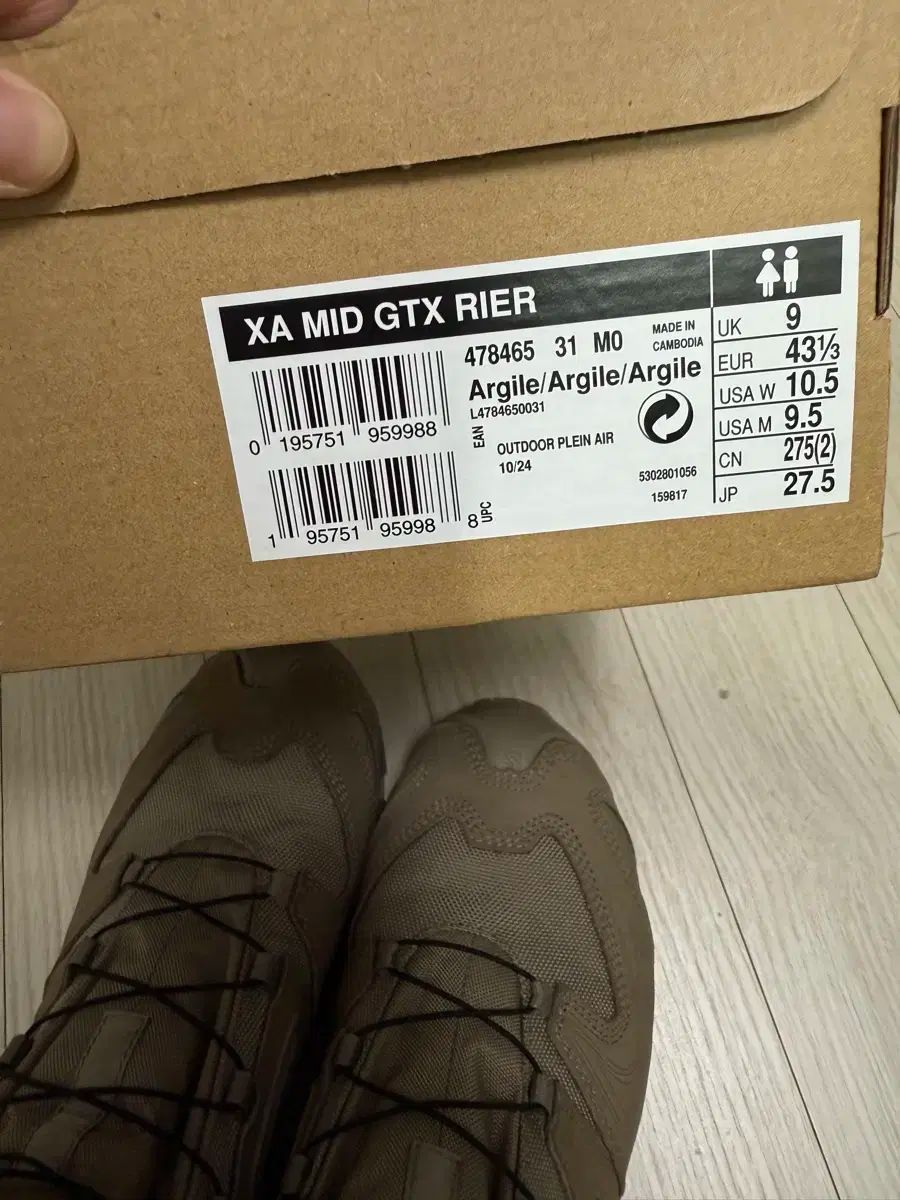 XA MID GTX RIER
0 195751 959988
EAN
1 95751 95998 8
UPC
478465 31 M0
MADE IN
CAMBODIA
Argile/Argile/Argile
L4784650031
OUTDOOR PLEIN AIR
10/24
5302801056
159817
UK 9
EUR 43⅓
USA W 10.5
USA M 9.5
CN 275(2)
JP 27.5